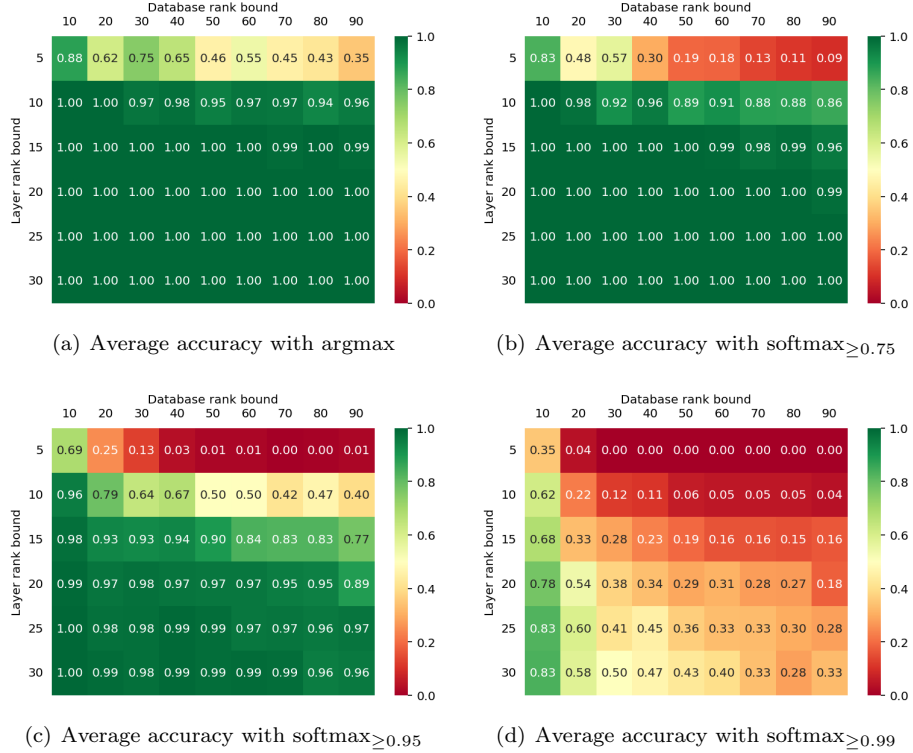 Database rank bound
10 20 30 40 50 60 70 80 90
Layer rank bound
5 0.88 0.62 0.75 0.65 0.46 0.55 0.45 0.43 0.35
10 1.00 1.00 0.97 0.98 0.95 0.97 0.97 0.94 0.96
15 1.00 1.00 1.00 1.00 1.00 1.00 0.99 1.00 0.99
20 1.00 1.00 1.00 1.00 1.00 1.00 1.00 1.00 1.00
25 1.00 1.00 1.00 1.00 1.00 1.00 1.00 1.00 1.00
30 1.00 1.00 1.00 1.00 1.00 1.00 1.00 1.00 1.00
1.0
0.8
0.6
0.4
0.2
0.0
(a) Average accuracy with argmax
Database rank bound
10 20 30 40 50 60 70 80 90
Layer rank bound
5 0.83 0.48 0.57 0.30 0.19 0.18 0.13 0.11 0.09
10 1.00 0.98 0.92 0.96 0.89 0.91 0.88 0.88 0.86
15 1.00 1.00 1.00 1.00 1.00 0.99 0.98 0.99 0.96
20 1.00 1.00 1.00 1.00 1.00 1.00 1.00 1.00 0.99
25 1.00 1.00 1.00 1.00 1.00 1.00 1.00 1.00 1.00
30 1.00 1.00 1.00 1.00 1.00 1.00 1.00 1.00 1.00
1.0
0.8
0.6
0.4
0.2
0.0
(b) Average accuracy with softmax≥0.75
Database rank bound
10 20 30 40 50 60 70 80 90
Layer rank bound
5 0.69 0.25 0.13 0.03 0.01 0.01 0.00 0.00 0.01
10 0.96 0.79 0.64 0.67 0.50 0.50 0.42 0.47 0.40
15 0.98 0.93 0.93 0.94 0.90 0.84 0.83 0.83 0.77
20 0.99 0.97 0.98 0.97 0.97 0.97 0.95 0.95 0.89
25 1.00 0.98 0.98 0.99 0.99 0.97 0.97 0.96 0.97
30 1.00 0.99 0.98 0.99 0.99 0.99 0.99 0.96 0.96
1.0
0.8
0.6
0.4
0.2
0.0
(c) Average accuracy with softmax≥0.95
Database rank bound
10 20 30 40 50 60 70 80 90
Layer rank bound
5 0.35 0.04 0.00 0.00 0.00 0.00 0.00 0.00 0.00
10 0.62 0.22 0.12 0.11 0.06 0.05 0.05 0.05 0.04
15 0.68 0.33 0.28 0.23 0.19 0.16 0.16 0.15 0.16
20 0.78 0.54 0.38 0.34 0.29 0.31 0.28 0.27 0.18
25 0.83 0.60 0.41 0.45 0.36 0.33 0.33 0.30 0.28
30 0.83 0.58 0.50 0.47 0.43 0.40 0.33 0.28 0.33
1.0
0.8
0.6
0.4
0.2
0.0
(d) Average accuracy with softmax≥0.99